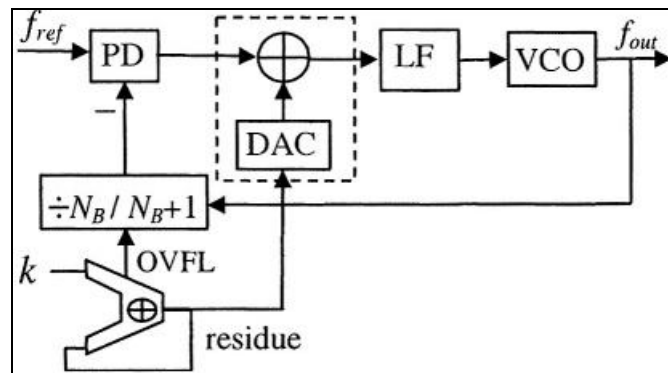 f_ref
PD
LF
VCO
f_out
−
DAC
÷N_B / N_B+1
OVFL
k
residue